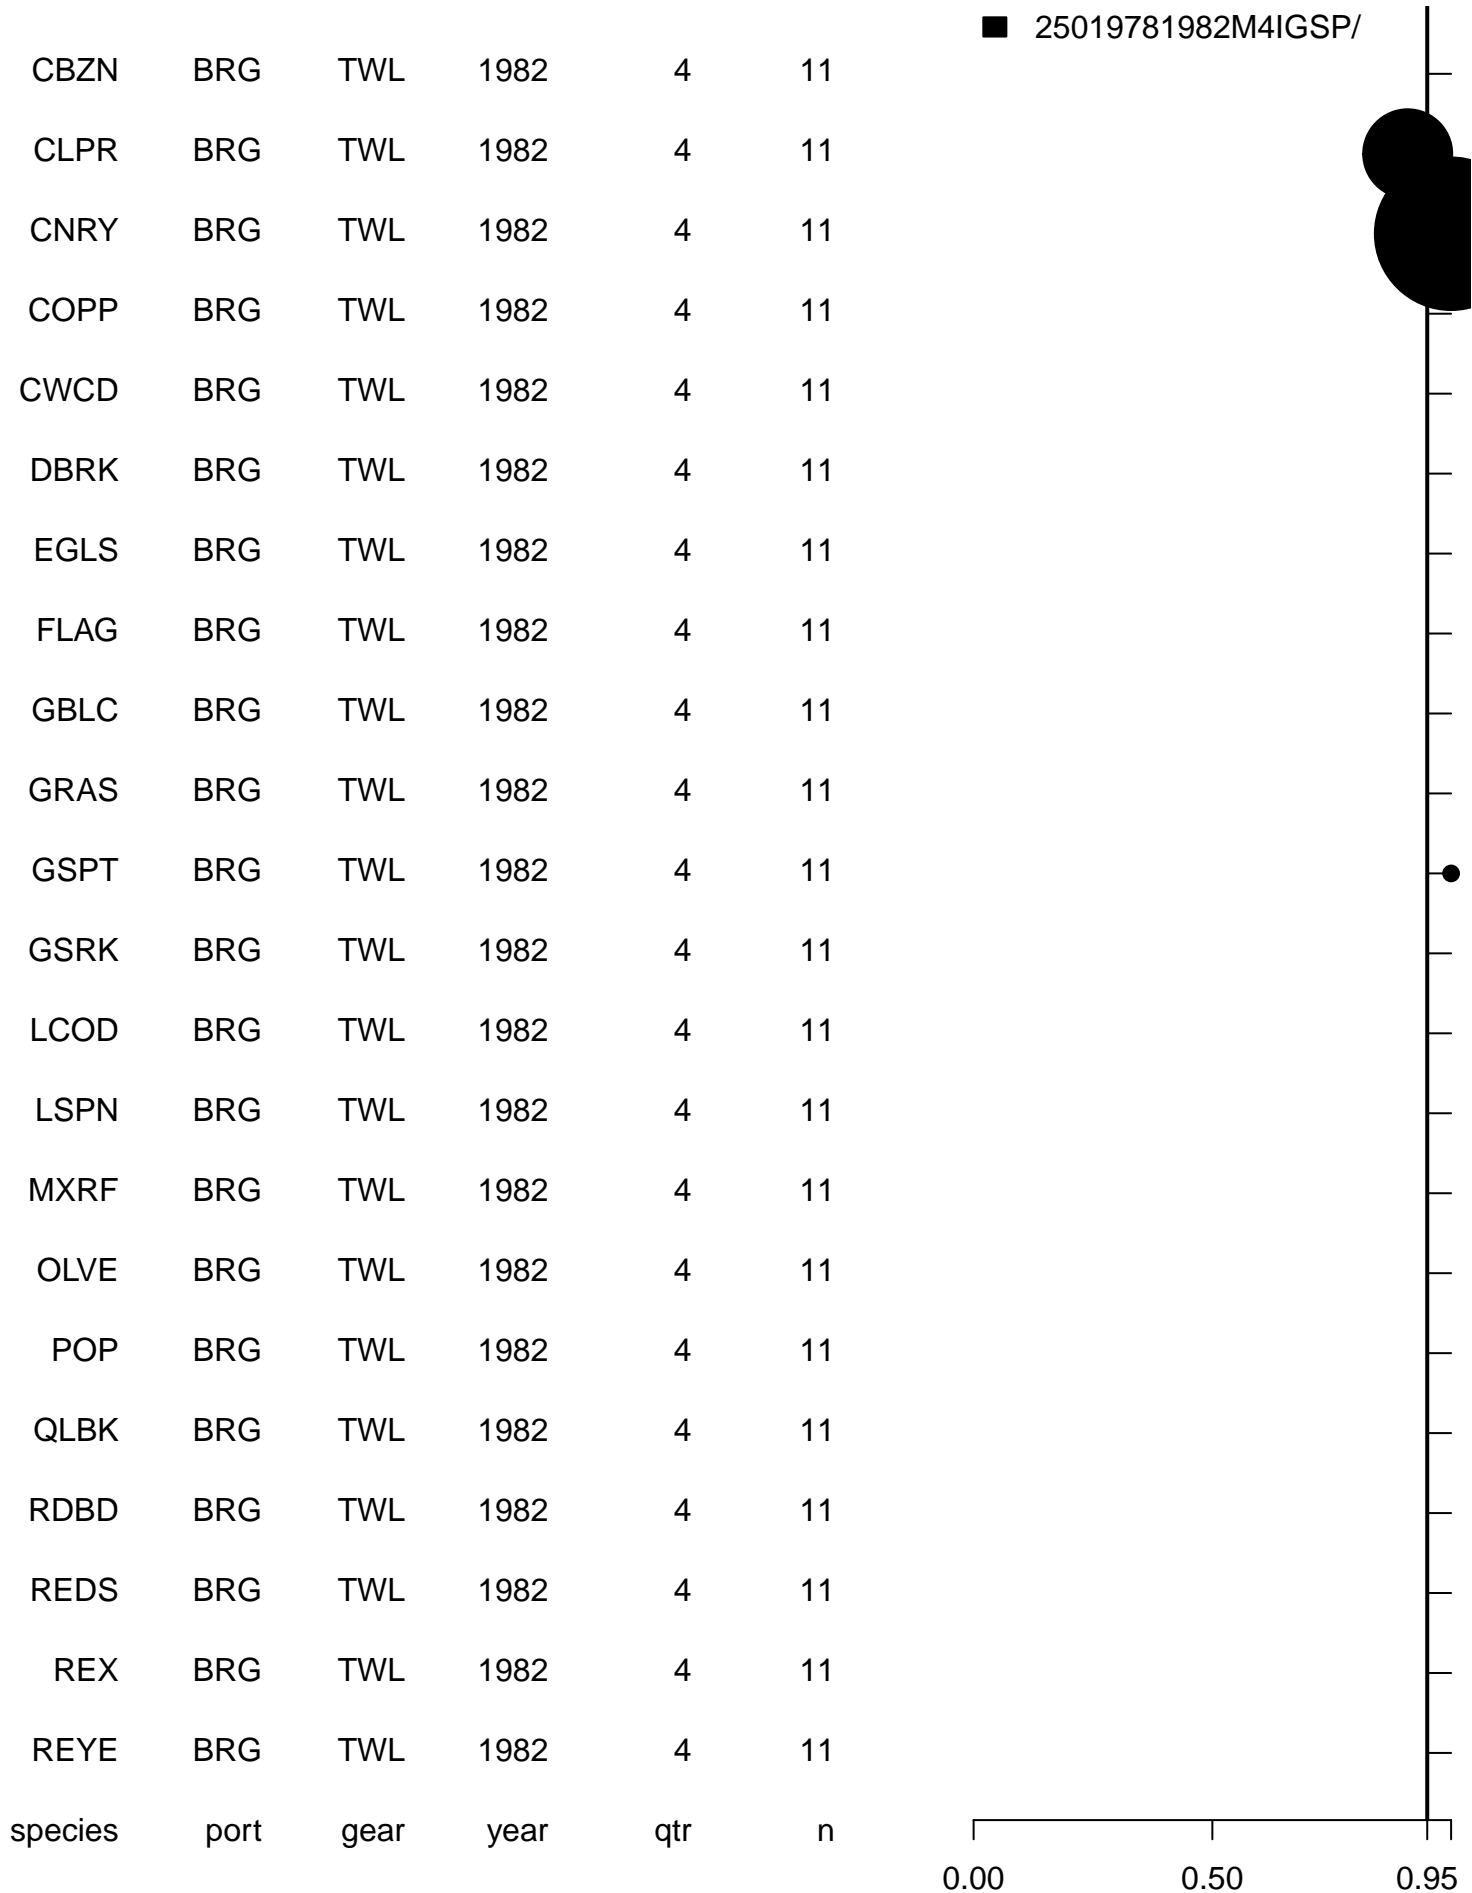 25019781982M4IGSP/
CBZN BRG TWL 1982 4 11
CLPR BRG TWL 1982 4 11
CNRY BRG TWL 1982 4 11
COPP BRG TWL 1982 4 11
CWCD BRG TWL 1982 4 11
DBRK BRG TWL 1982 4 11
EGLS BRG TWL 1982 4 11
FLAG BRG TWL 1982 4 11
GBLC BRG TWL 1982 4 11
GRAS BRG TWL 1982 4 11
GSPT BRG TWL 1982 4 11
GSRK BRG TWL 1982 4 11
LCOD BRG TWL 1982 4 11
LSPN BRG TWL 1982 4 11
MXRF BRG TWL 1982 4 11
OLVE BRG TWL 1982 4 11
POP BRG TWL 1982 4 11
QLBK BRG TWL 1982 4 11
RDBD BRG TWL 1982 4 11
REDS BRG TWL 1982 4 11
REX BRG TWL 1982 4 11
REYE BRG TWL 1982 4 11
species port gear year qtr n
0.00 0.50 0.95